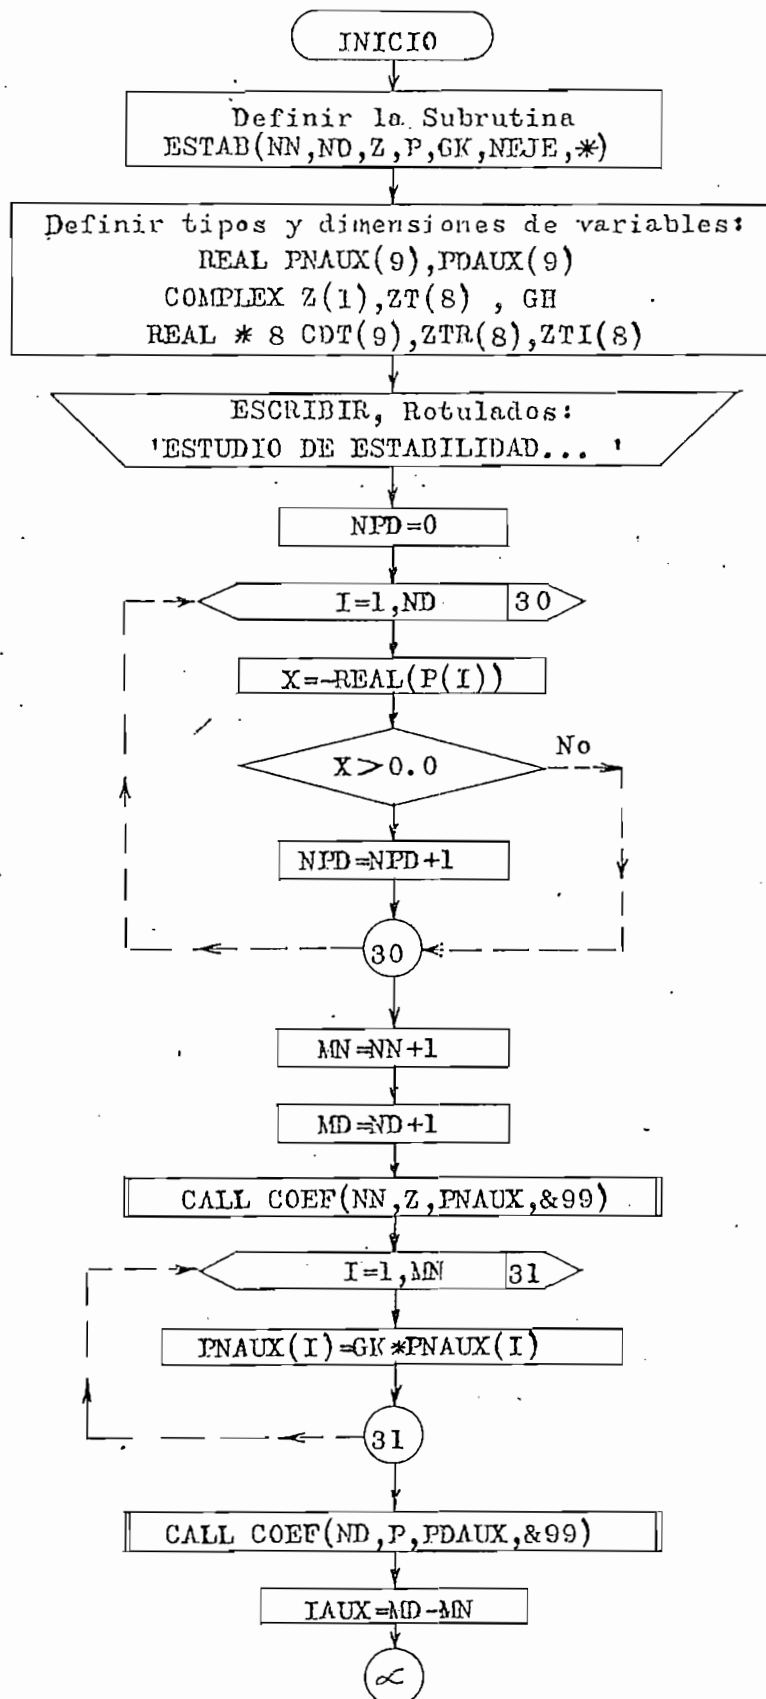 INICIO
Definir la Subrutina
ESTAB(NN,ND,Z,P,GK,NEJE,*)
Definir tipos y dimensiones de variables:
REAL PNAUX(9),PDAUX(9)
COMPLEX Z(1),ZT(8) , GH
REAL * 8 CDT(9),ZTR(8),ZTI(8)
ESCRIBIR, Rotulados:
'ESTUDIO DE ESTABILIDAD... '
NPD=0
I=1,ND 30
X=-REAL(P(I))
X>0.0 No
NPD=NPD+1
30
MN=NN+1
MD=ND+1
CALL COEF(NN,Z,PNAUX,&99)
I=1,MN 31
PNAUX(I)=GK*PNAUX(I)
31
CALL COEF(ND,P,PDAUX,&99)
IAUX=MD-MN
∝